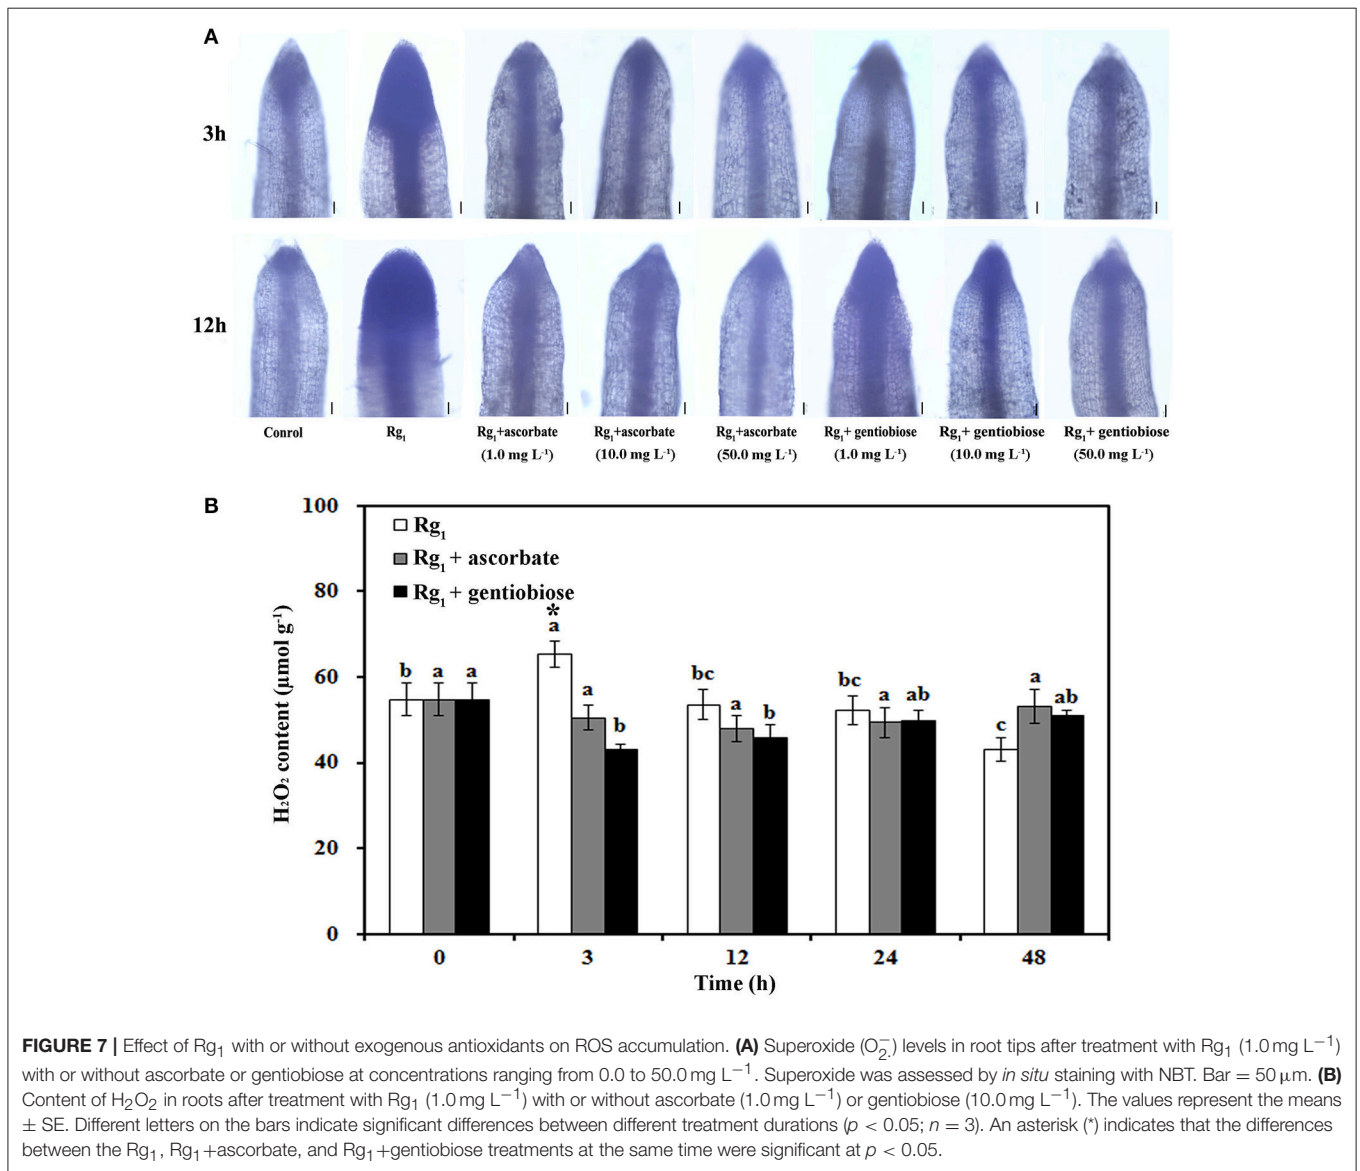 A
3h
12h
Conrol Rg₁ Rg₁+ascorbate Rg₁+ascorbate Rg₁+ascorbate Rg₁+ gentiobiose Rg₁+ gentiobiose Rg₁+ gentiobiose
(1.0 mg L⁻¹) (10.0 mg L⁻¹) (50.0 mg L⁻¹) (1.0 mg L⁻¹) (10.0 mg L⁻¹) (50.0 mg L⁻¹)
B
H₂O₂ content (μmol g⁻¹)
100
80
60
40
20
0
Rg₁
Rg₁ + ascorbate
Rg₁ + gentiobiose
*
b a a a a b bc a b bc a ab c a ab
0 3 12 24 48
Time (h)
FIGURE 7 | Effect of Rg₁ with or without exogenous antioxidants on ROS accumulation. (A) Superoxide (O₂.⁻) levels in root tips after treatment with Rg₁ (1.0 mg L⁻¹)
with or without ascorbate or gentiobiose at concentrations ranging from 0.0 to 50.0 mg L⁻¹. Superoxide was assessed by in situ staining with NBT. Bar = 50 μm. (B)
Content of H₂O₂ in roots after treatment with Rg₁ (1.0 mg L⁻¹) with or without ascorbate (1.0 mg L⁻¹) or gentiobiose (10.0 mg L⁻¹). The values represent the means
± SE. Different letters on the bars indicate significant differences between different treatment durations (p < 0.05; n = 3). An asterisk (*) indicates that the differences
between the Rg₁, Rg₁+ascorbate, and Rg₁+gentiobiose treatments at the same time were significant at p < 0.05.